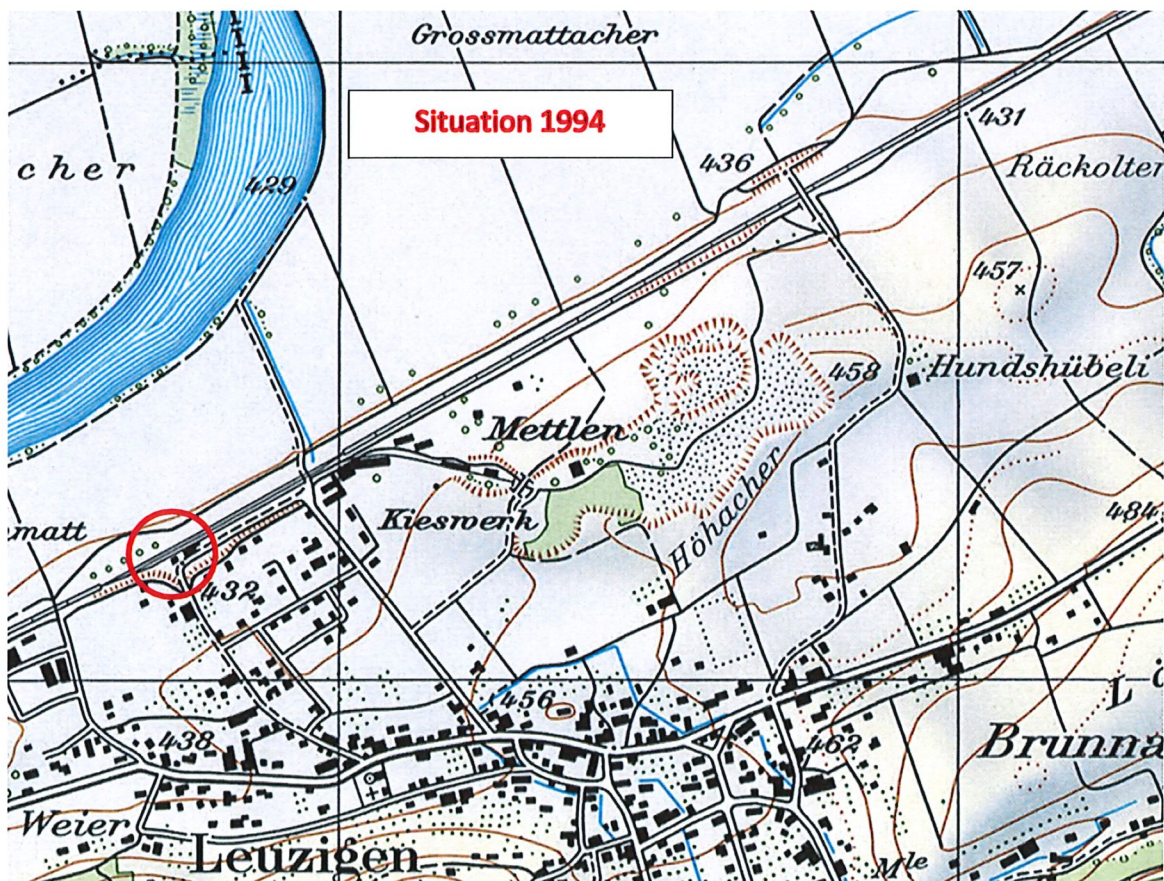 Grossmattacher
Situation 1994
431
436
cher
Räckolter
429
457
458
Hundshübeli
Mettlen
Kieswerk
Höhacher
484
matt
432
456
438
462
Brunna
Weier
Leuzigen
Mle